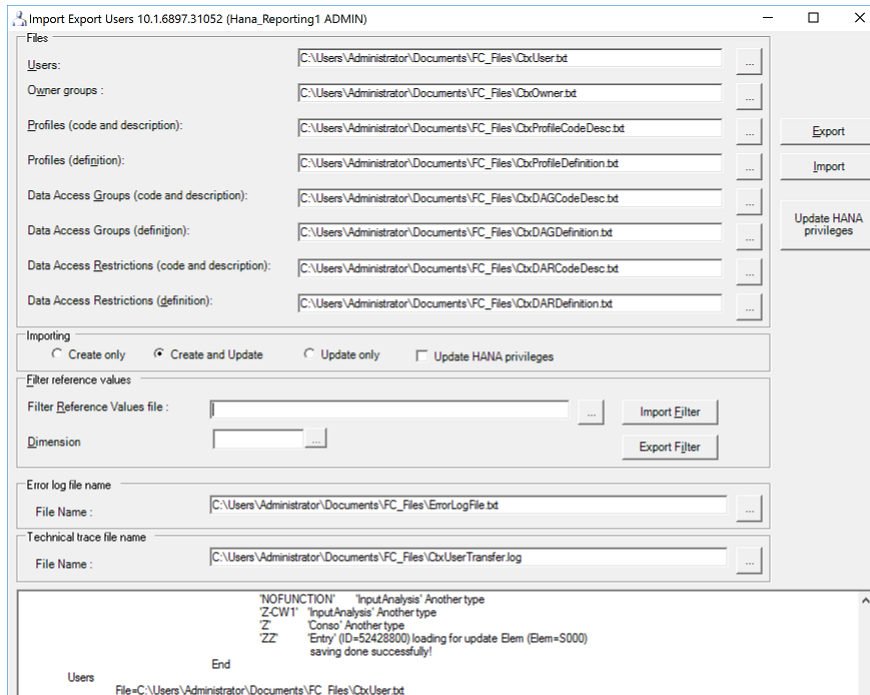 Import Export Users 10.1.6897.31052 (Hana_Reporting1 ADMIN)
Files
Users: C:\Users\Administrator\Documents\FC_Files\CtxUser.txt ...
Owner groups : C:\Users\Administrator\Documents\FC_Files\CtxOwner.txt ...
Profiles (code and description): C:\Users\Administrator\Documents\FC_Files\CtxProfileCodeDesc.txt ... Export
Profiles (definition): C:\Users\Administrator\Documents\FC_Files\CtxProfileDefinition.txt ... Import
Data Access Groups (code and description): C:\Users\Administrator\Documents\FC_Files\CtxDAGCodeDesc.txt ... Update HANA
privileges
Data Access Groups (definition): C:\Users\Administrator\Documents\FC_Files\CtxDAGDefinition.txt ...
Data Access Restrictions (code and description): C:\Users\Administrator\Documents\FC_Files\CtxDARCodeDesc.txt ...
Data Access Restrictions (definition): C:\Users\Administrator\Documents\FC_Files\CtxDARDefinition.txt ...
Importing
Create only Create and Update Update only Update HANA privileges
Filter reference values
Filter Reference Values file : ... Import Filter
Dimension ... Export Filter
Error log file name
File Name : C:\Users\Administrator\Documents\FC_Files\ErrorLogFile.txt ...
Technical trace file name
File Name : C:\Users\Administrator\Documents\FC_Files\CtxUserTransfer.log ...
'NOFUNCTION' 'InputAnalysis' Another type
'Z-CW1' 'InputAnalysis' Another type
'Z' 'Conso' Another type
'ZZ' 'Entry' (ID=52428800) loading for update Elem (Elem=S000)
saving done successfully!
End
Users
File=C:\Users\Administrator\Documents\FC_Files\CtxUser.txt